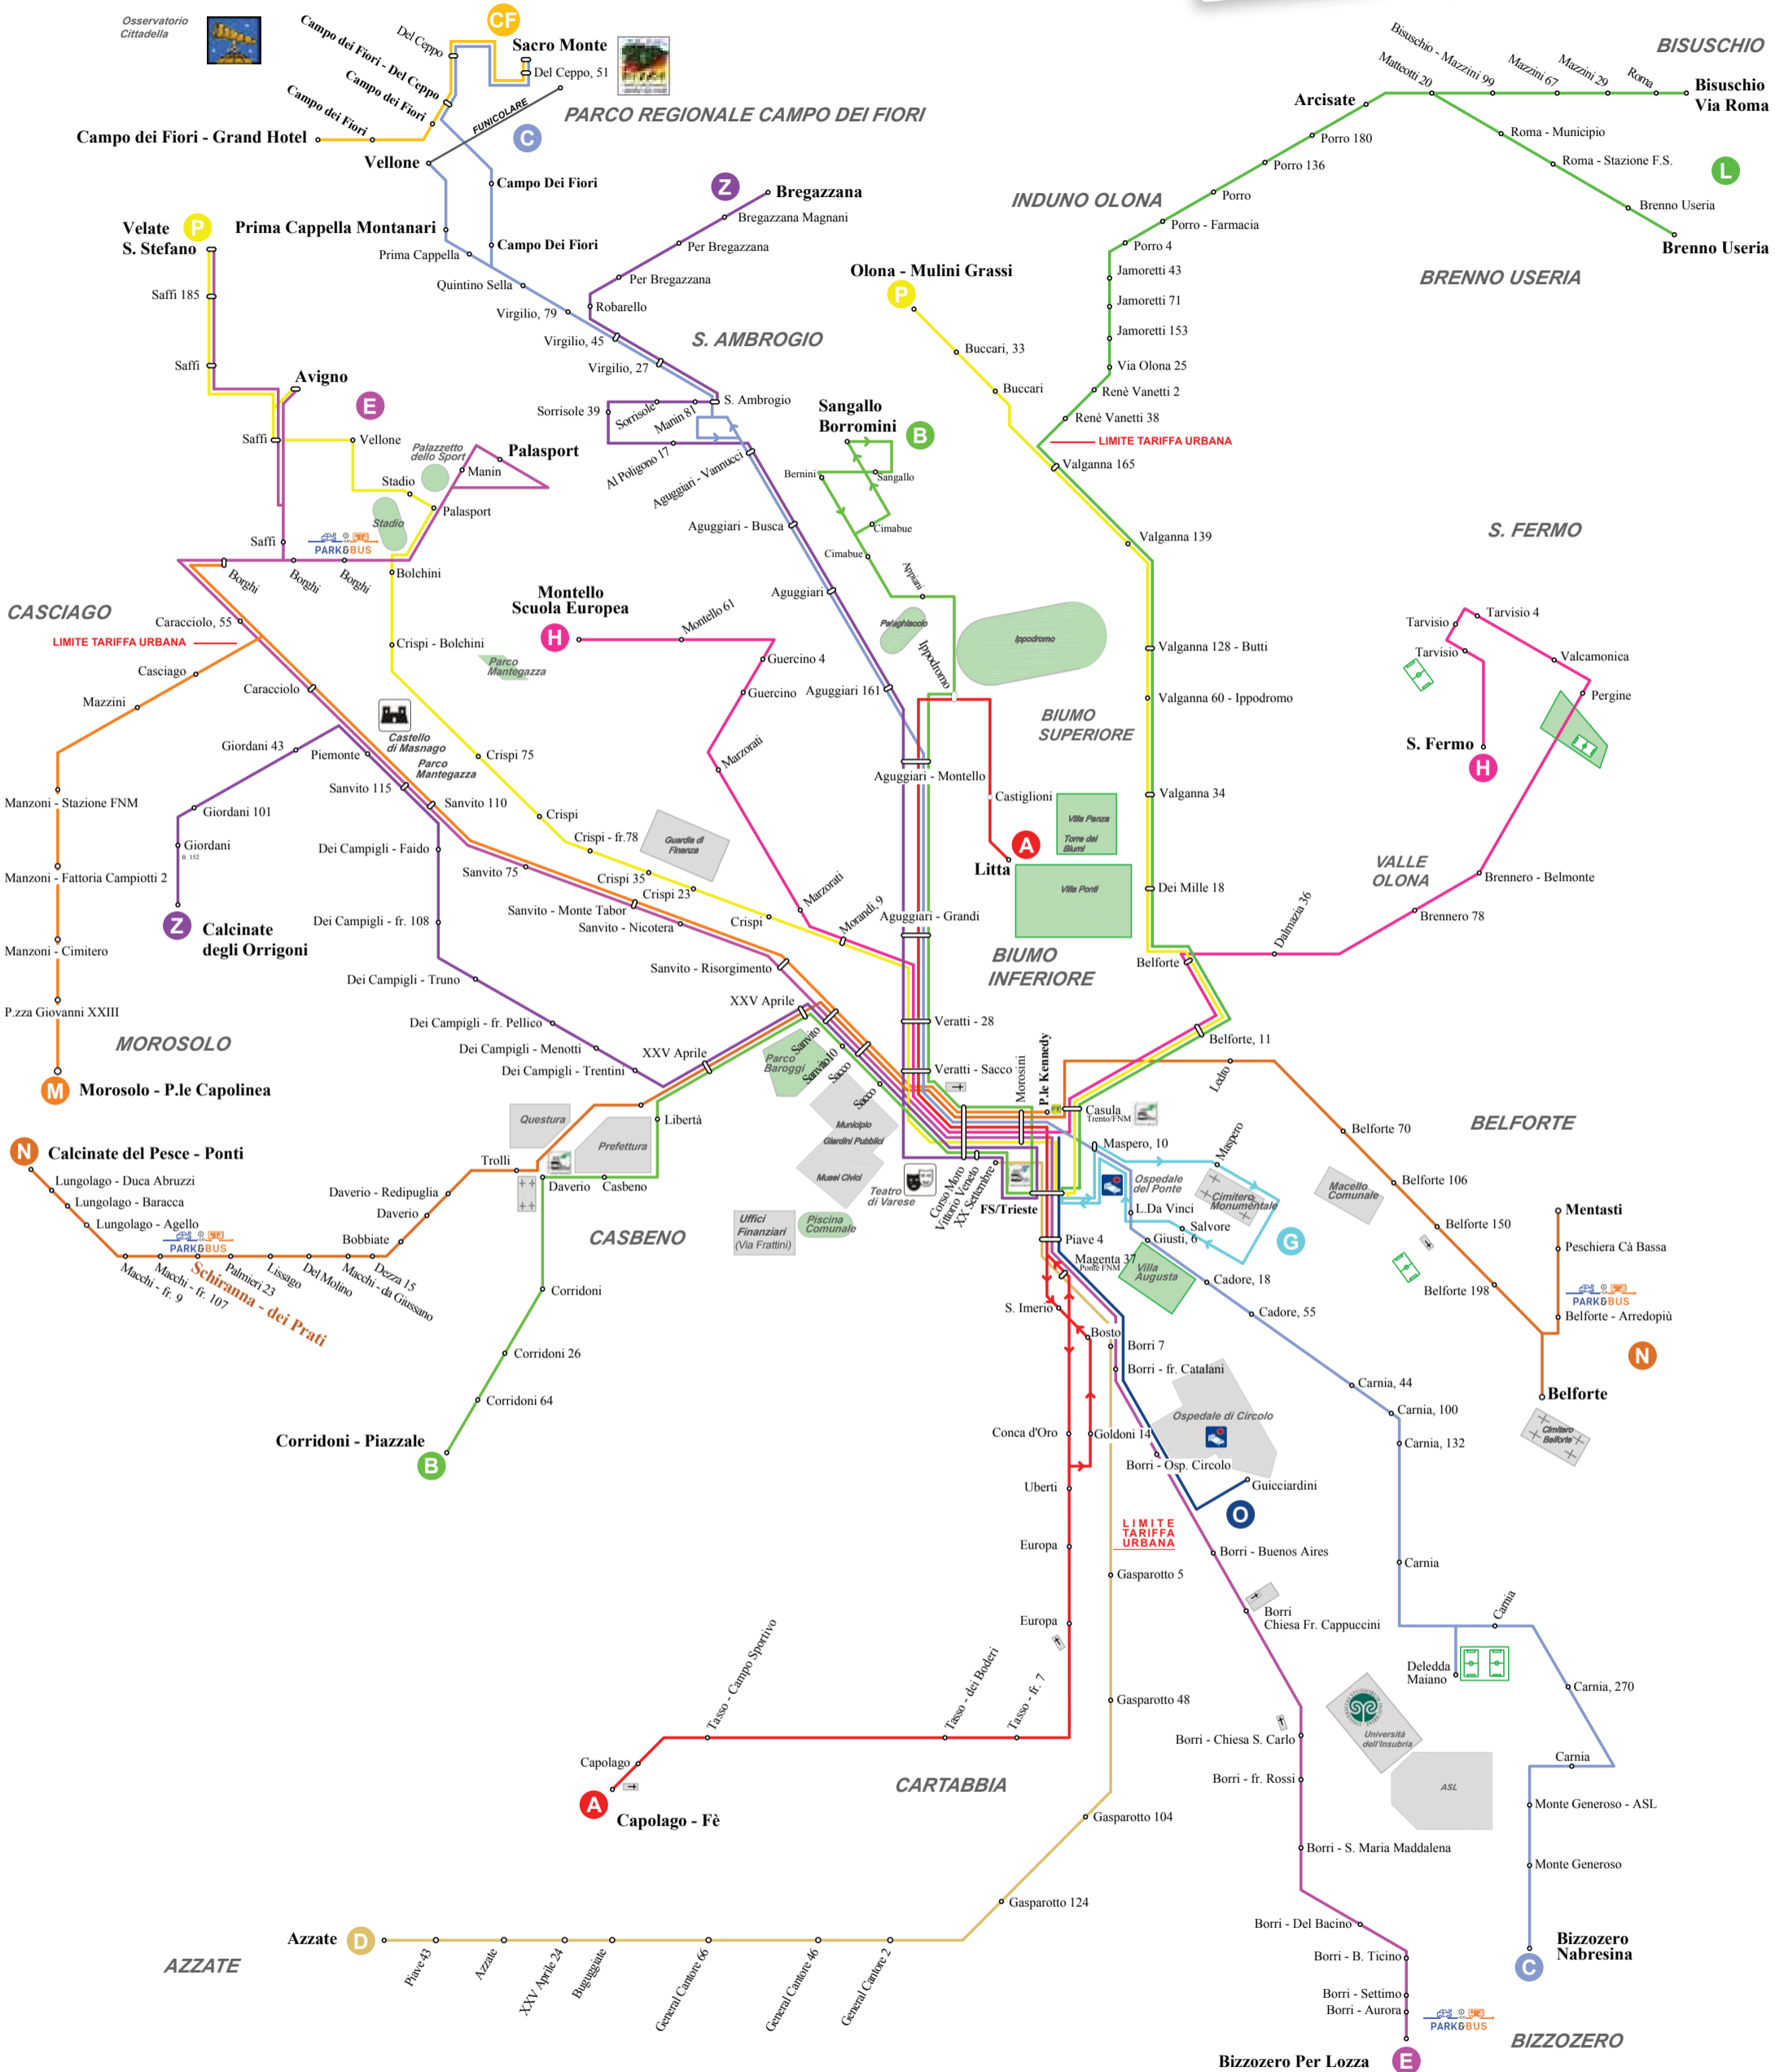 Osservatorio
Cittadella
CF
Campo dei Fiori - Del Ceppo
Del Ceppo
Sacro Monte
Del Ceppo, 51
Campo dei Fiori
Campo dei Fiori
Campo dei Fiori - Grand Hotel
FUNICOLARE
C
PARCO REGIONALE CAMPO DEI FIORI
Vellone
Campo Dei Fiori
Prima Cappella Montanari
Campo Dei Fiori
Prima Cappella
Quintino Sella
Virgilio, 79
Virgilio, 45
Virgilio, 27
Z
Bregazzana
Bregazzana Magnani
Per Bregazzana
Per Bregazzana
Robarello
S. AMBROGIO
S. Ambrogio
Sorrisole 39
Sorrisole
Manin 81
Al Poligono 17
Aguggiari - Vannucci
Aguggiari - Busca
Aguggiari
Aguggiari 161
BISUSCHIO
Bisuschio - Mazzini 99
Matteotti 20
Mazzini 67
Mazzini 29
Roma
Bisuschio
Via Roma
Arcisate
Roma - Municipio
Roma - Stazione F.S.
L
Brenno Useria
Brenno Useria
BRENNO USERIA
Porro 180
Porro 136
Porro
INDUNO OLONA
Porro - Farmacia
Porro 4
Jamoretti 43
Jamoretti 71
Jamoretti 153
Via Olona 25
Renè Vanetti 2
Renè Vanetti 38
LIMITE TARIFFA URBANA
Olona - Mulini Grassi
P
Buccari, 33
Buccari
Valganna 165
Valganna 139
Valganna 128 - Butti
Valganna 60 - Ippodromo
Valganna 34
Dei Mille 18
Belforte
Belforte, 11
Velate
S. Stefano
P
Saffi 185
Saffi
Avigno
E
Saffi
Vellone
Palazzetto
dello Sport
Palasport
Manin
Stadio
Stadio
Palasport
Saffi
PARK&BUS
Borghi
Borghi
Borghi
Bolchini
CASCIAGO
Caracciolo, 55
LIMITE TARIFFA URBANA
Casciago
Mazzini
Caracciolo
Crispi - Bolchini
Parco
Mantegazza
Castello
di Masnago
Parco
Mantegazza
Giordani 43
Piemonte
Sanvito 115
Sanvito 110
Crispi 75
Crispi
Crispi - fr.78
Crispi 35
Crispi 23
Crispi
Guardia di
Finanza
Manzoni - Stazione FNM
Giordani 101
Giordani
fr. 152
Manzoni - Fattoria Campiotti 2
Z
Calcinate
degli Orrigoni
Manzoni - Cimitero
P.zza Giovanni XXIII
MOROSOLO
M
Morosolo - P.le Capolinea
Dei Campigli - Faido
Dei Campigli - fr. 108
Dei Campigli - Truno
Dei Campigli - fr. Pellico
Dei Campigli - Menotti
Dei Campigli - Trentini
Sanvito 75
Sanvito - Monte Tabor
Sanvito - Nicotera
Sanvito - Risorgimento
XXV Aprile
XXV Aprile
Sanvito
Sanvito10
Sacco
Sacco
Parco
Baroggi
Sangallo
Borromini
B
Bernini
Sangallo
Cimabue
Cimabue
Appiani
Palaghiaccio
Ippodromo
Ippodromo
Montello
Scuola Europea
H
Montello 61
Guercino 4
Guercino
Marzorati
Marzorati
Morandi, 9
Aguggiari - Montello
Castiglioni
BIUMO
SUPERIORE
Villa Panza
Torre dei
Biumi
A
Litta
Villa Ponti
Aguggiari - Grandi
BIUMO
INFERIORE
Veratti - 28
Veratti - Sacco
S. FERMO
Tarvisio 4
Tarvisio
Tarvisio
Valcamonica
Pergine
S. Fermo
H
VALLE
OLONA
Brennero - Belmonte
Brennero 78
Dalmazia 36
Morosini
P.le Kennedy
Casula
Trento/FNM
Ledro
BELFORTE
Belforte 70
Maspero, 10
Maspero
Ospedale
del Ponte
Cimitero
Monumentale
L.Da Vinci
Salvore
Giusti, 6
G
Macello
Comunale
Belforte 106
Belforte 150
Belforte 198
Mentasti
Peschiera Cà Bassa
PARK&BUS
Belforte - Arredopiù
N
Belforte
Cimitero
Belforte
Questura
Prefettura
Libertà
Municipio
Giardini Pubblici
Musei Civici
Teatro
di Varese
Corso Moro
Vittorio Veneto
XX Settembre
FS/Trieste
Piave 4
Magenta 37
Ponte FNM
Villa
Augusta
Cadore, 18
Cadore, 55
Carnia, 44
Carnia, 100
Carnia, 132
Carnia
Carnia
Deledda
Maiano
Carnia, 270
Carnia
Monte Generoso - ASL
Monte Generoso
Bizzozero
Nabresina
C
N
Calcinate del Pesce - Ponti
Lungolago - Duca Abruzzi
Lungolago - Baracca
Lungolago - Agello
PARK&BUS
Macchi - fr. 9
Macchi - fr. 107
Schiranna - dei Prati
Palmieri 23
Lissago
Del Molino
Macchi - da Giussano
Dezza 15
Bobbiate
Daverio
Daverio - Redipuglia
Trolli
Daverio
Casbeno
CASBENO
Uffici
Finanziari
(Via Frattini)
Piscina
Comunale
Corridoni
Corridoni 26
Corridoni 64
Corridoni - Piazzale
B
S. Imerio
Bosto
Borri 7
Borri - fr. Catalani
Conca d'Oro
Goldoni 14
Ospedale di Circolo
Borri - Osp. Circolo
Guicciardini
O
Uberti
LIMITE
TARIFFA
URBANA
Europa
Gasparotto 5
Borri - Buenos Aires
Borri
Chiesa Fr. Cappuccini
Europa
Gasparotto 48
Tasso - Campo Sportivo
Tasso - dei Boderi
Tasso - fr. 7
Capolago
A
Capolago - Fè
CARTABBIA
Gasparotto 104
Gasparotto 124
Università
dell'Insubria
ASL
Borri - Chiesa S. Carlo
Borri - fr. Rossi
Borri - S. Maria Maddalena
Borri - Del Bacino
Borri - B. Ticino
Borri - Settimo
Borri - Aurora
PARK&BUS
BIZZOZERO
Bizzozero Per Lozza
E
Azzate
D
AZZATE
Piave 43
Azzate
XXV Aprile 24
Buguggiate
General Cantore 66
General Cantore 46
General Cantore 2